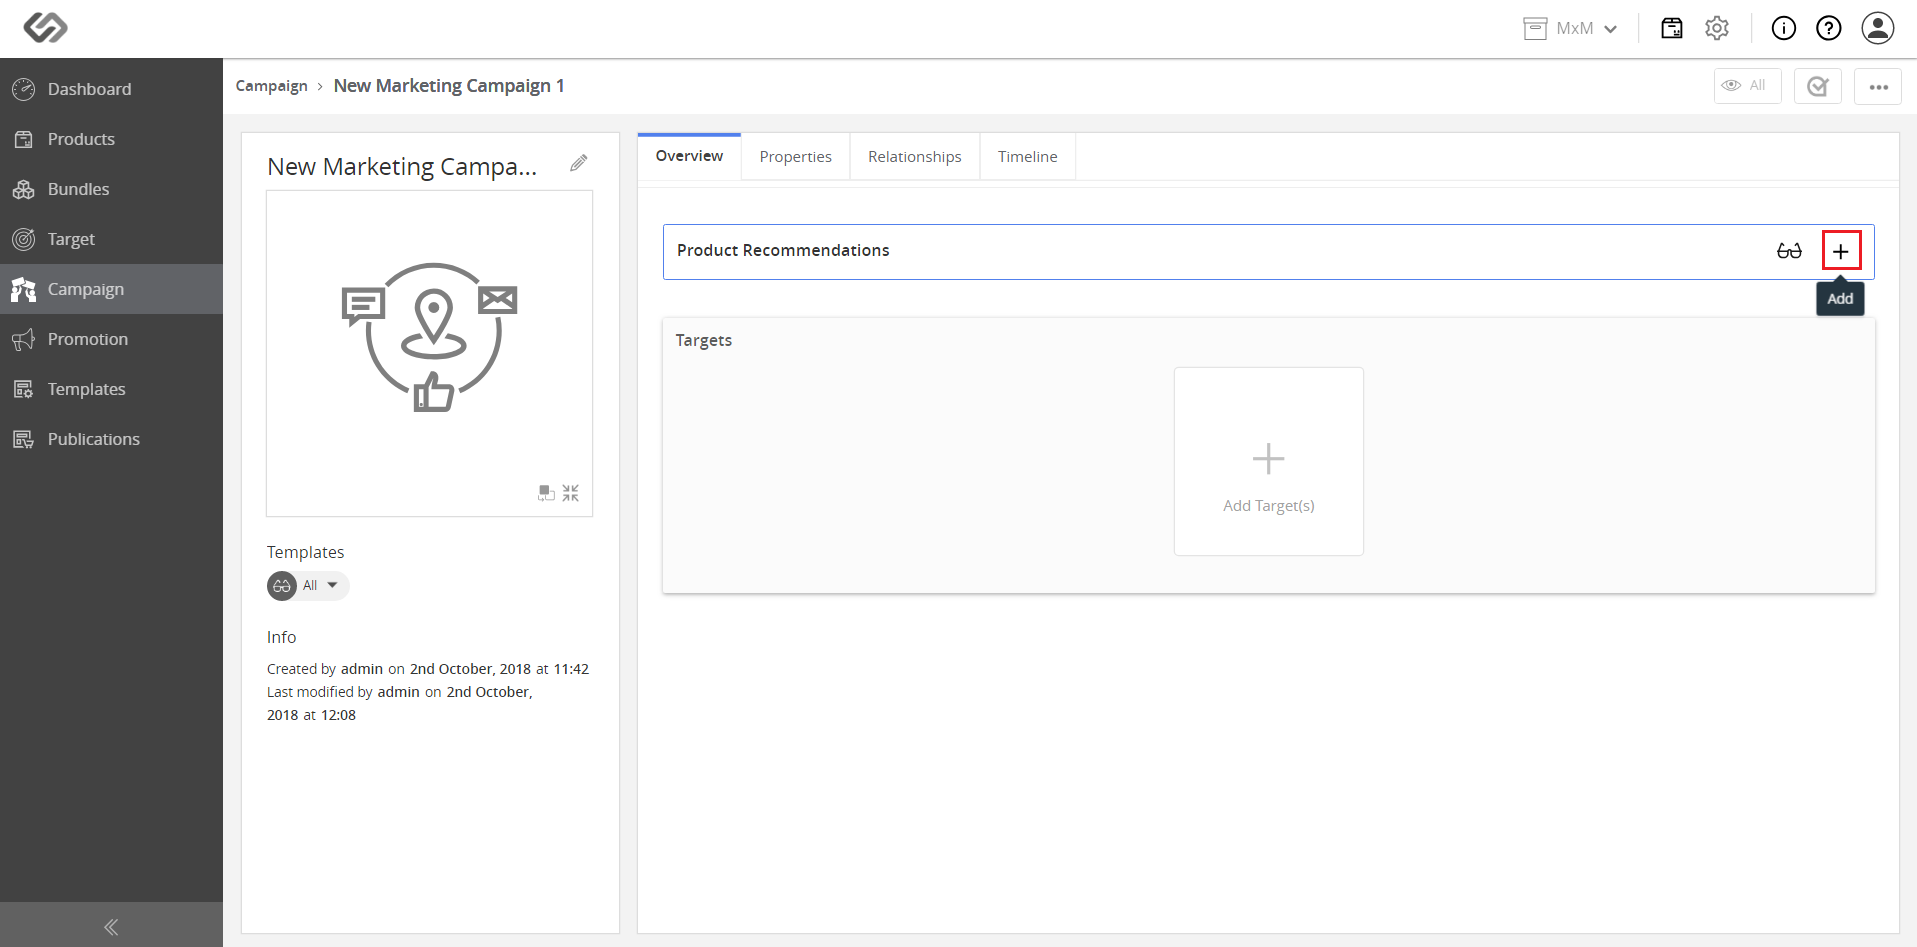 MxM
Dashboard
Products
Bundles
Target
Campaign
Promotion
Templates
Publications
Campaign › New Marketing Campaign 1
All
New Marketing Campa...
Templates
All
Info
Created by admin on 2nd October, 2018 at 11:42
Last modified by admin on 2nd October,
2018 at 12:08
Overview Properties Relationships Timeline
Product Recommendations
Add
Targets
Add Target(s)